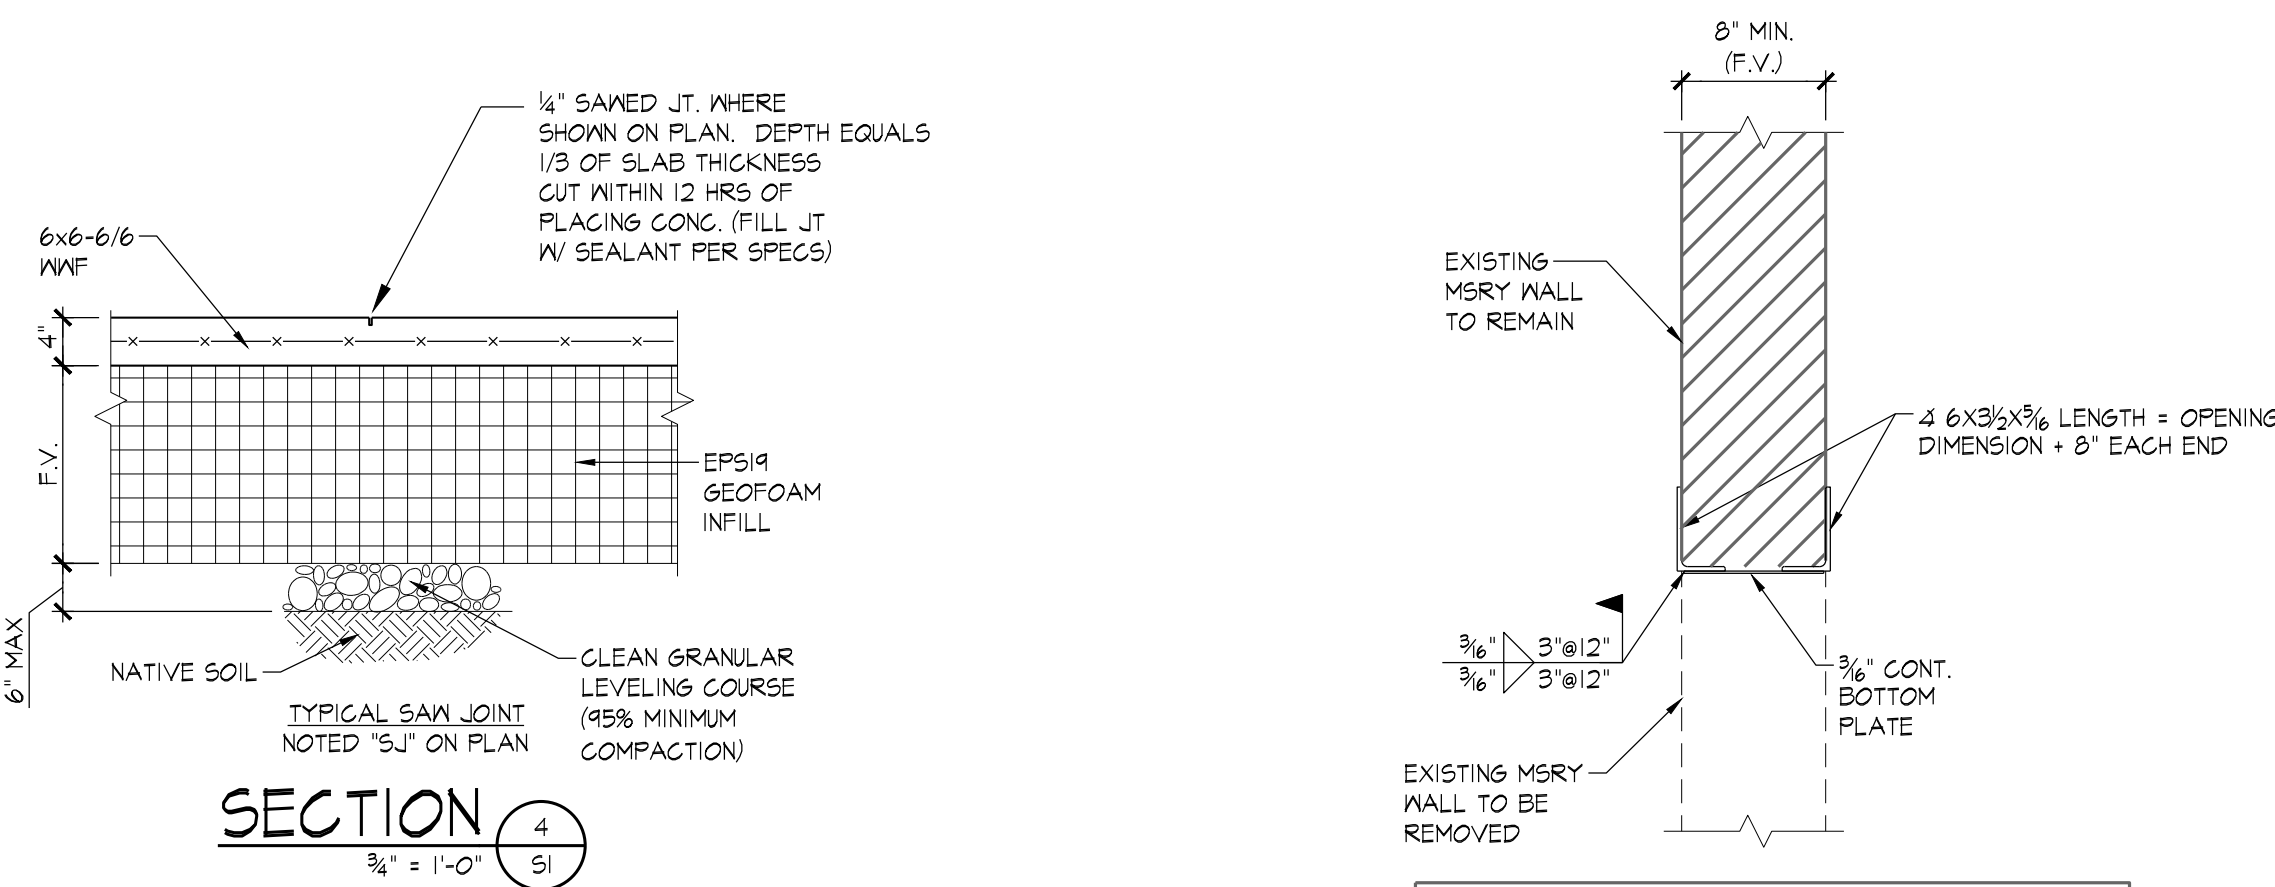 1/4" SAWED JT. WHERE
SHOWN ON PLAN. DEPTH EQUALS
1/3 OF SLAB THICKNESS
CUT WITHIN 12 HRS OF
PLACING CONC. (FILL JT
W/ SEALANT PER SPECS)
6x6-6/6
WWF
4"
F.V.
6" MAX
EPS19
GEOFOAM
INFILL
NATIVE SOIL
CLEAN GRANULAR
LEVELING COURSE
(95% MINIMUM
COMPACTION)
TYPICAL SAW JOINT
NOTED "SJ" ON PLAN
SECTION
4
S1
3/4" = 1'-0"
8" MIN.
(F.V.)
EXISTING
MSRY WALL
TO REMAIN
∡ 6X3½X5/16 LENGTH = OPENING
DIMENSION + 8" EACH END
3/16" 3"@12"
3/16" 3"@12"
3/16" CONT.
BOTTOM
PLATE
EXISTING MSRY
WALL TO BE
REMOVED